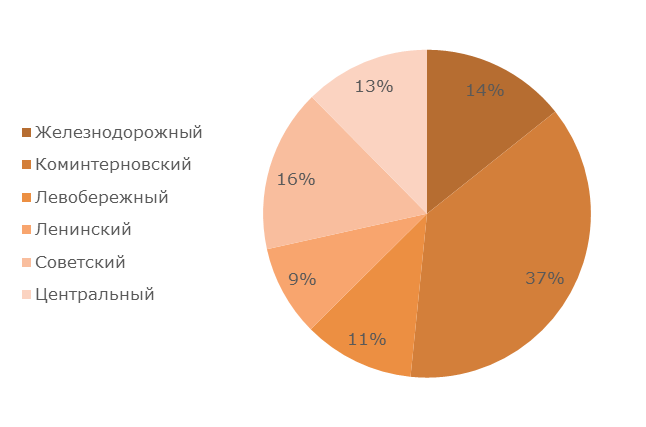 Железнодорожный
Коминтерновский
Левобережный
Ленинский
Советский
Центральный
14%
37%
11%
9%
16%
13%